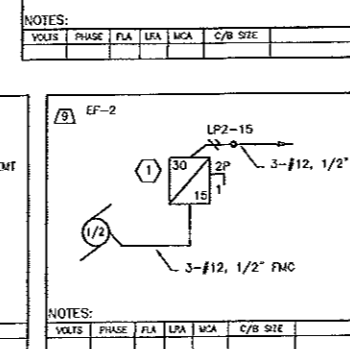 NOTES:
VOLTS PHASE FLA LRA MCA C/B SIZE
9 EF-2
LP2-15
3-#12, 1/2"
1 30 2P
15 1
1/2
3-#12, 1/2" FMC
NOTES:
VOLTS PHASE FLA LRA MCA C/B SIZE